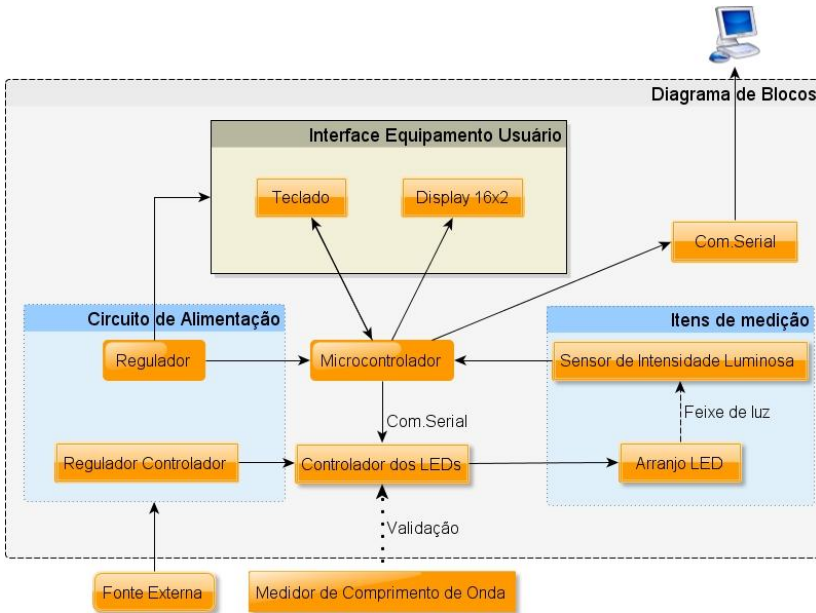 Diagrama de Blocos
Interface Equipamento Usuário
Teclado
Display 16x2
Com.Serial
Circuito de Alimentação
Itens de medição
Regulador
Microcontrolador
Sensor de Intensidade Luminosa
Com.Serial
Feixe de luz
Regulador Controlador
Controlador dos LEDs
Arranjo LED
Validação
Fonte Externa
Medidor de Comprimento de Onda